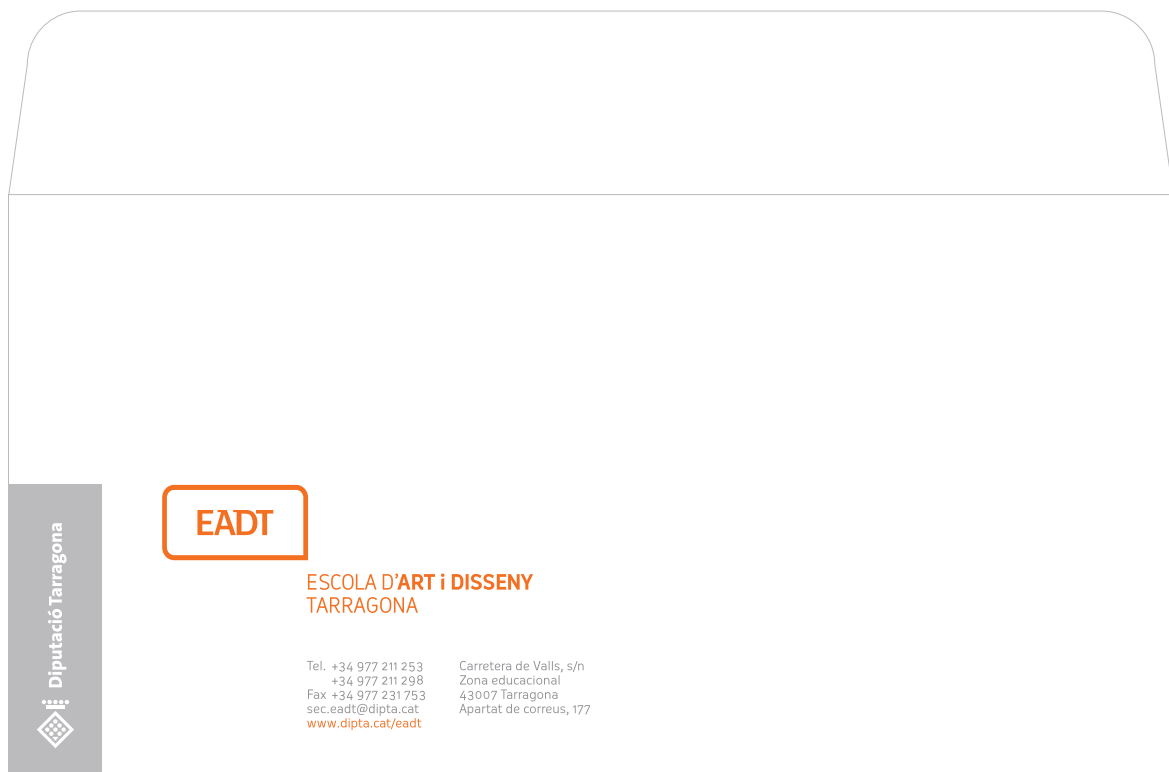 Diputació Tarragona
EADT
ESCOLA D'ART i DISSENY
TARRAGONA
Tel. +34 977 211 253
+34 977 211 298
Fax +34 977 231 753
sec.eadt@dipta.cat
www.dipta.cat/eadt
Carretera de Valls, s/n
Zona educacional
43007 Tarragona
Apartat de correus, 177